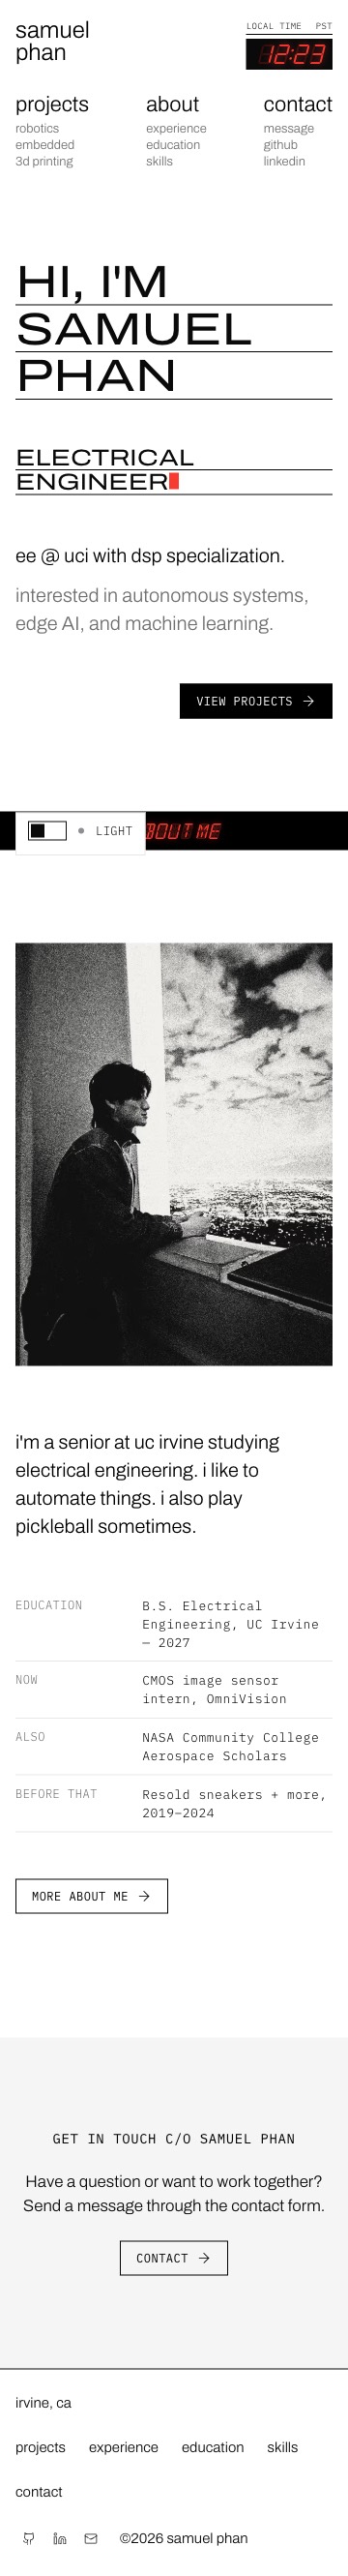 samuel
phan
LOCAL TIME PST
12:23
projects
robotics
embedded
3d printing
about
experience
education
skills
contact
message
github
linkedin
HI, I'M
SAMUEL
PHAN
ELECTRICAL
ENGINEER
ee @ uci with dsp specialization.
interested in autonomous systems,
edge AI, and machine learning.
VIEW PROJECTS →
LIGHT
BOUT ME
i'm a senior at uc irvine studying
electrical engineering. i like to
automate things. i also play
pickleball sometimes.
EDUCATION
B.S. Electrical
Engineering, UC Irvine
— 2027
NOW
CMOS image sensor
intern, OmniVision
ALSO
NASA Community College
Aerospace Scholars
BEFORE THAT
Resold sneakers + more,
2019–2024
MORE ABOUT ME →
GET IN TOUCH C/O SAMUEL PHAN
Have a question or want to work together?
Send a message through the contact form.
CONTACT →
irvine, ca
projects experience education skills
contact
©2026 samuel phan